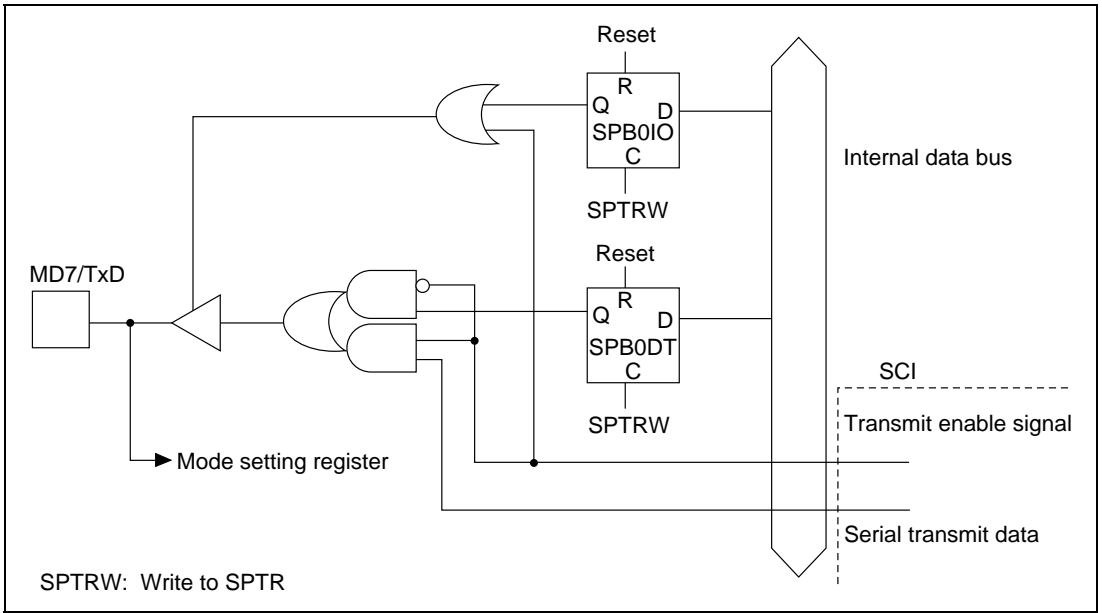 Reset
R
Q
D
SPB0IO
C
SPTRW
Internal data bus
Reset
MD7/TxD
R
Q
D
SPB0DT
C
SPTRW
SCI
Transmit enable signal
Mode setting register
Serial transmit data
SPTRW: Write to SPTR